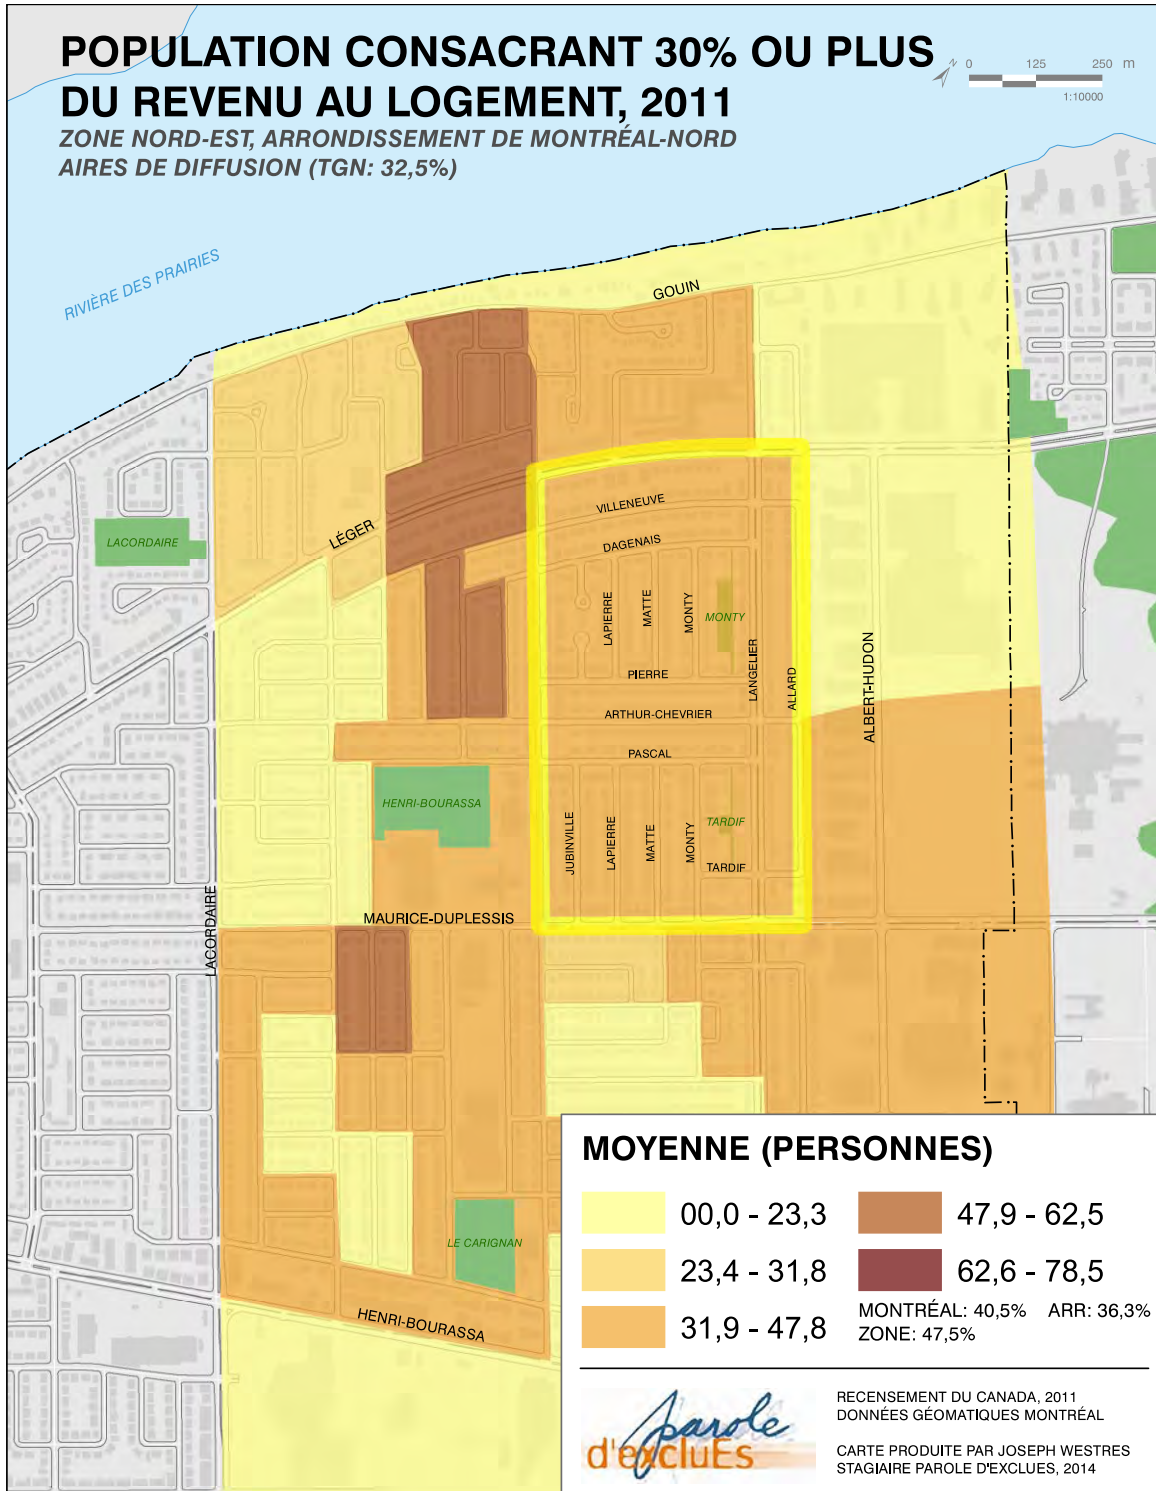 POPULATION CONSACRANT 30% OU PLUS
DU REVENU AU LOGEMENT, 2011
ZONE NORD-EST, ARRONDISSEMENT DE MONTRÉAL-NORD
AIRES DE DIFFUSION (TGN: 32,5%)
N 0 125 250 m
1:10000
RIVIÈRE DES PRAIRIES
GOUIN
LÉGER
VILLENEUVE
DAGENAIS
LACORDAIRE
LAPIERRE
MATTE
MONTY
MONTY
LANGELIER
ALLARD
ALBERT-HUDON
PIERRE
ARTHUR-CHEVRIER
PASCAL
HENRI-BOURASSA
JUBINVILLE
LAPIERRE
MATTE
MONTY
TARDIF
TARDIF
MAURICE-DUPLESSIS
LACORDAIRE
LE CARIGNAN
HENRI-BOURASSA
MOYENNE (PERSONNES)
00,0 - 23,3
23,4 - 31,8
31,9 - 47,8
47,9 - 62,5
62,6 - 78,5
MONTRÉAL: 40,5% ARR: 36,3%
ZONE: 47,5%
parole
d'excluEs
RECENSEMENT DU CANADA, 2011
DONNÉES GÉOMATIQUES MONTRÉAL
CARTE PRODUITE PAR JOSEPH WESTRES
STAGIAIRE PAROLE D'EXCLUES, 2014